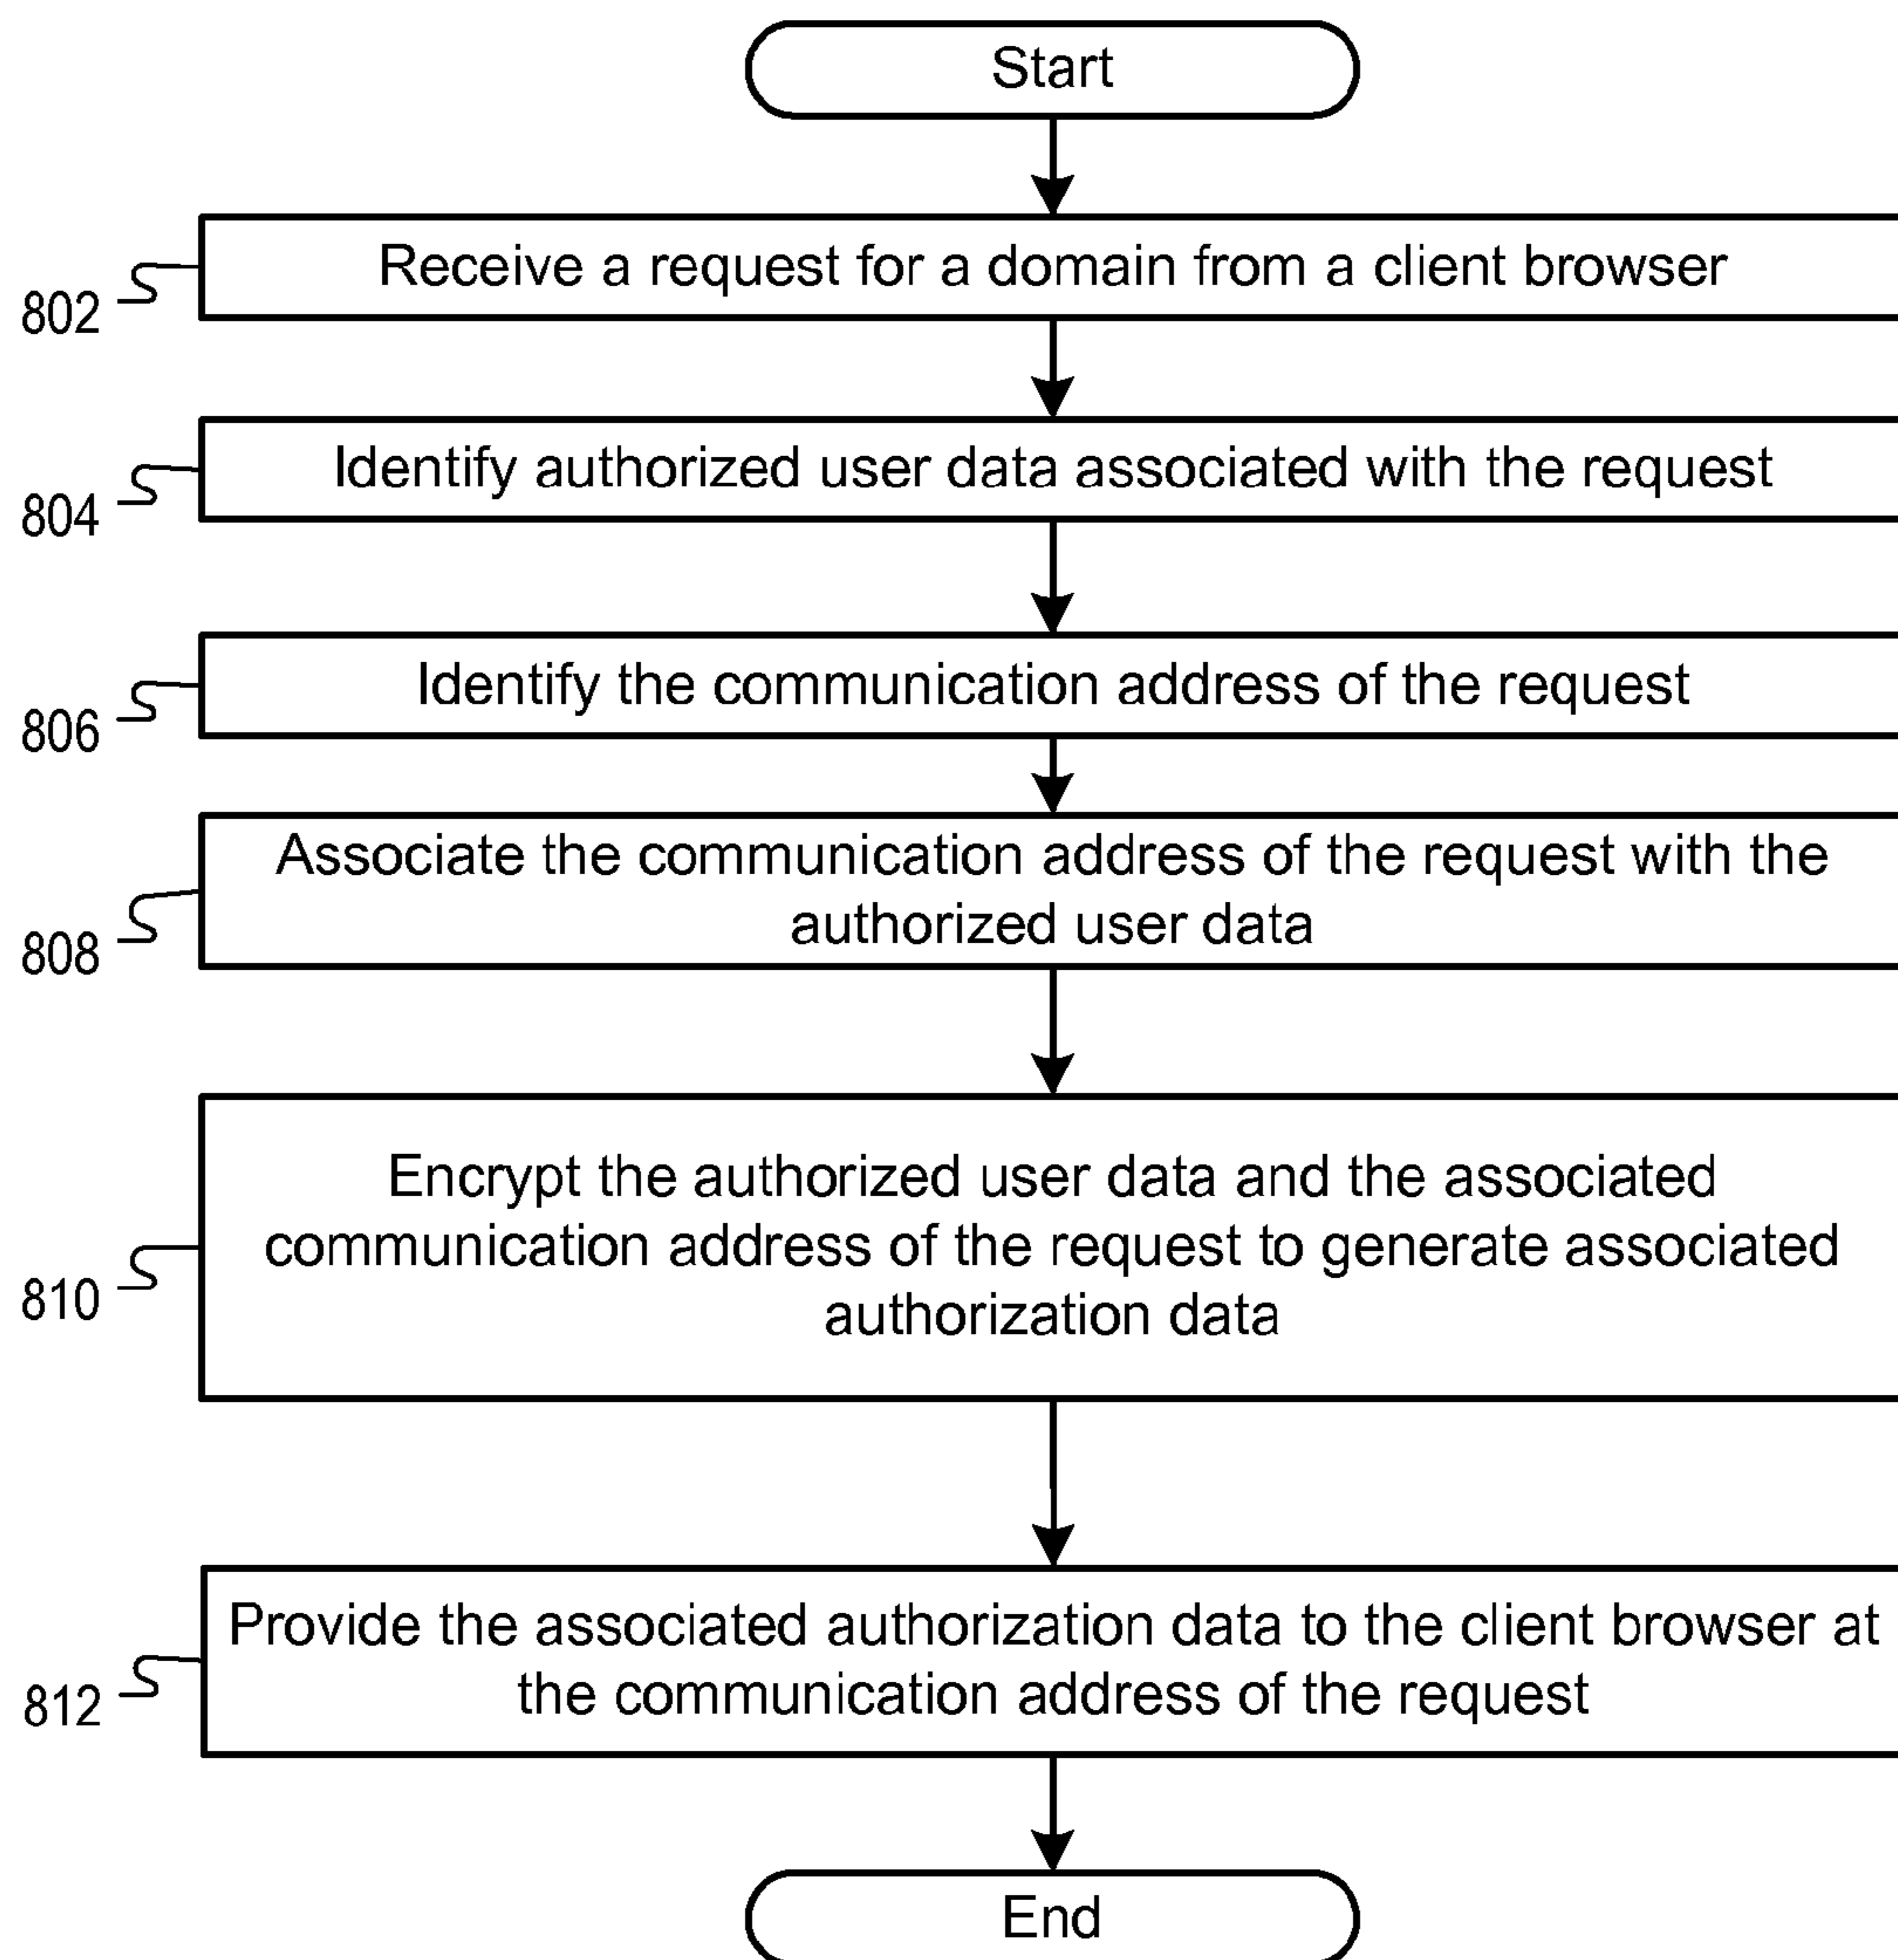 Start
Receive a request for a domain from a client browser
802
Identify authorized user data associated with the request
804
Identify the communication address of the request
806
Associate the communication address of the request with the
authorized user data
808
Encrypt the authorized user data and the associated
communication address of the request to generate associated
authorization data
810
Provide the associated authorization data to the client browser at
the communication address of the request
812
End